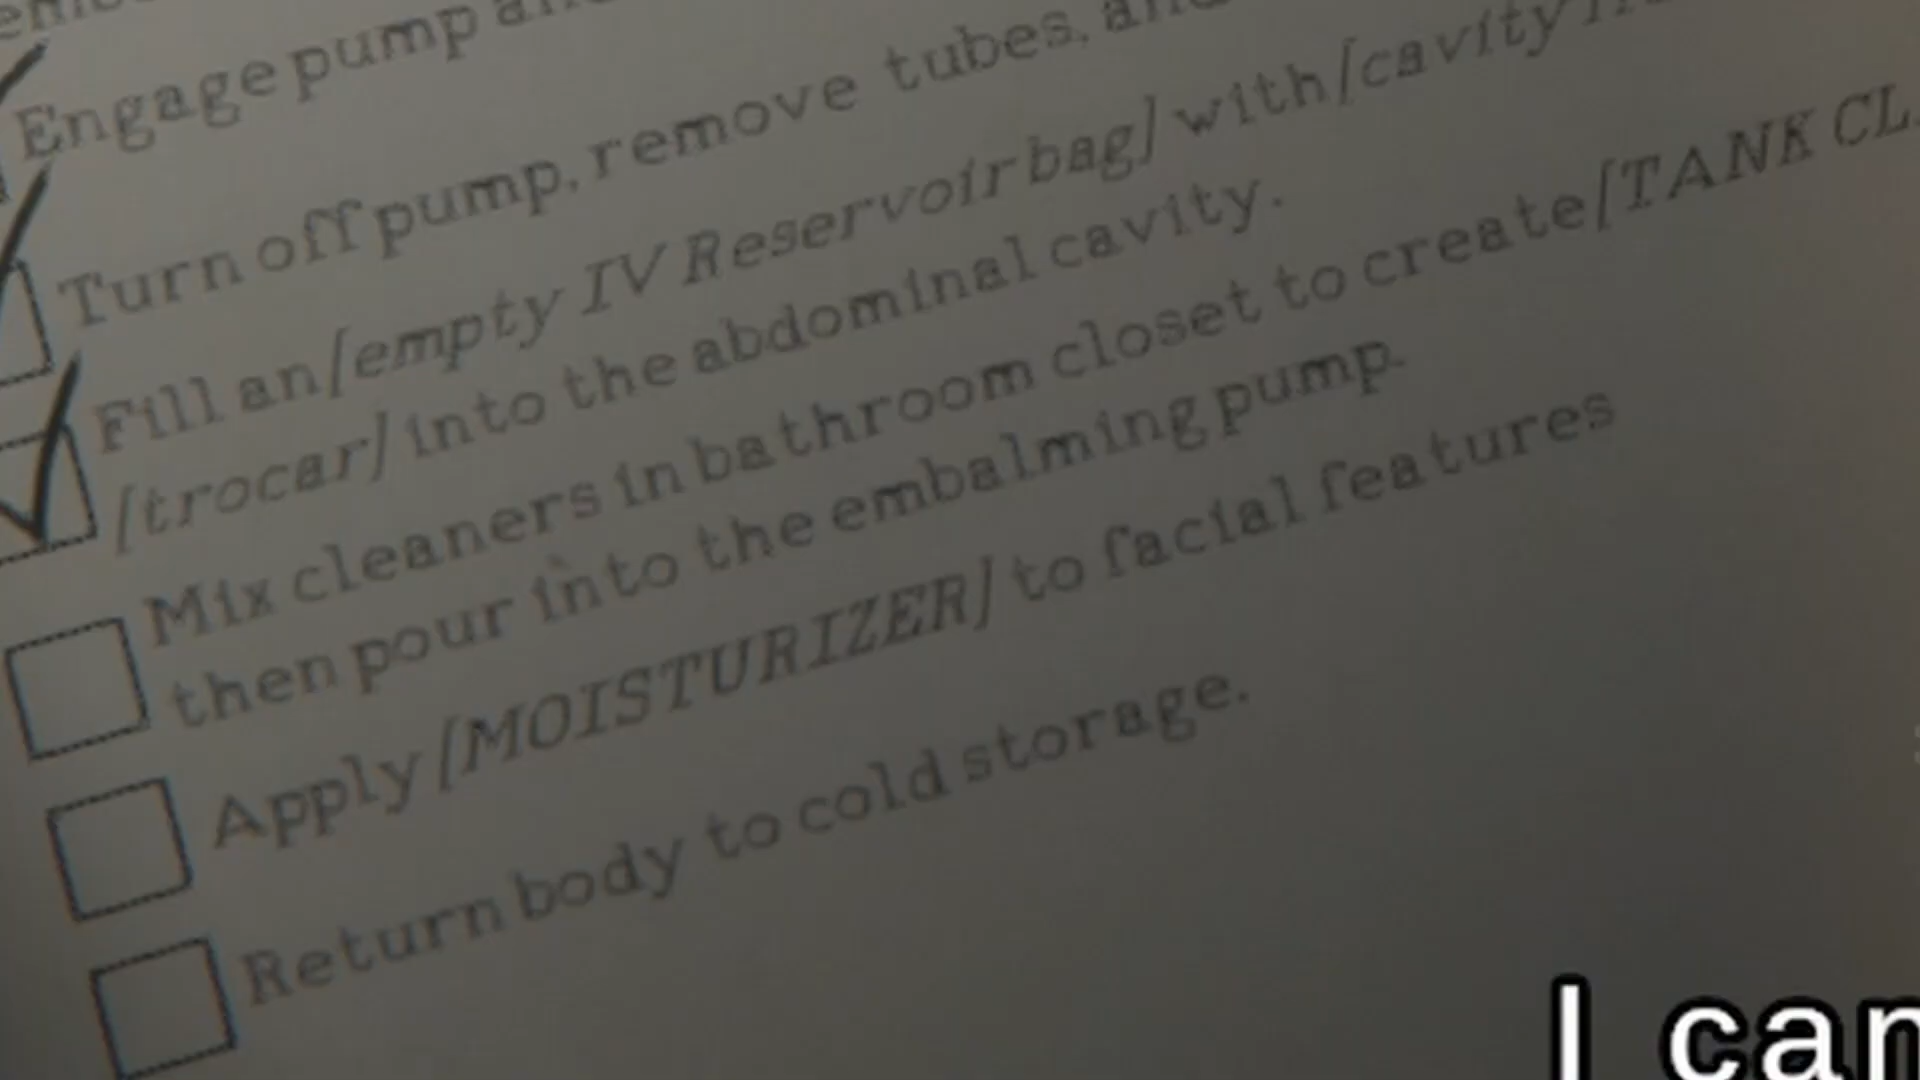 Engage pump
Turn off pump, remove tubes, and
Fill an [empty IV Reservoir bag] with [cavity
[trocar] into the abdominal cavity.
Mix cleaners in bathroom closet to create [TANK CL
then pour into the embalming pump.
Apply [MOISTURIZER] to facial features
Return body to cold storage.
I can